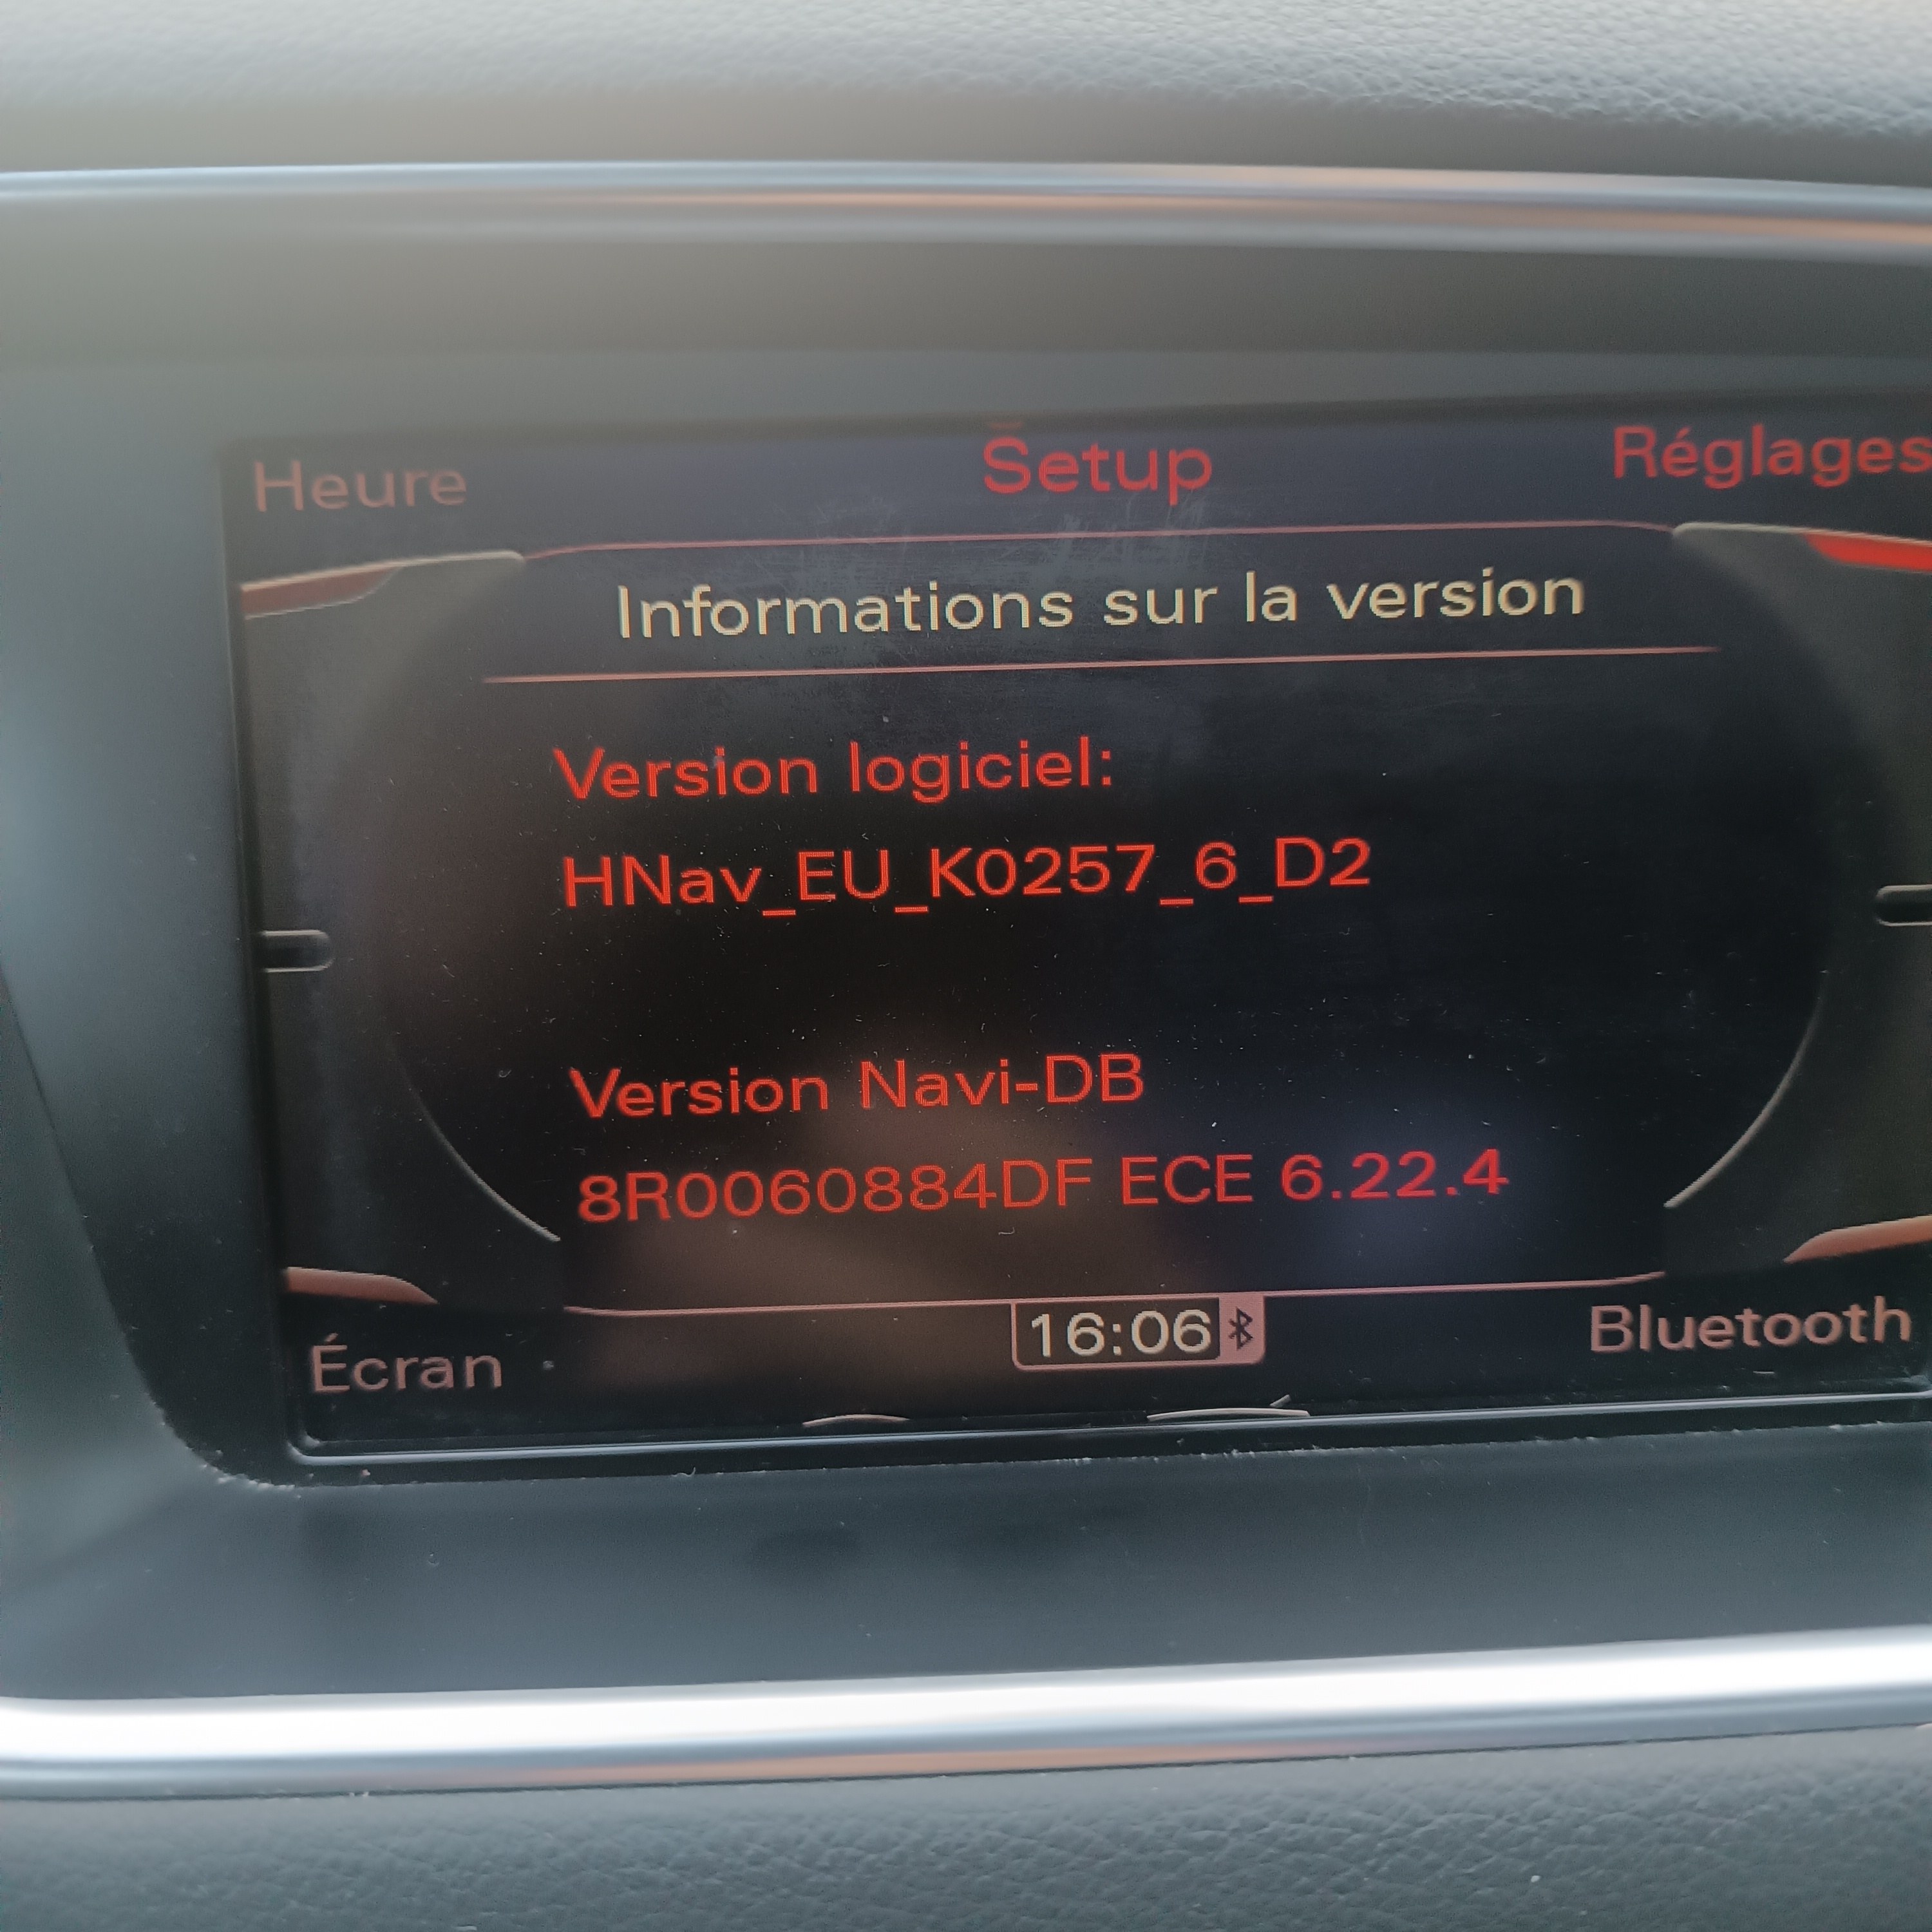 Heure
Setup
Réglages
Informations sur la version
Version logiciel:
HNav_EU_K0257_6_D2
Version Navi-DB
8R0060884DF ECE 6.22.4
Écran
16:06
Bluetooth